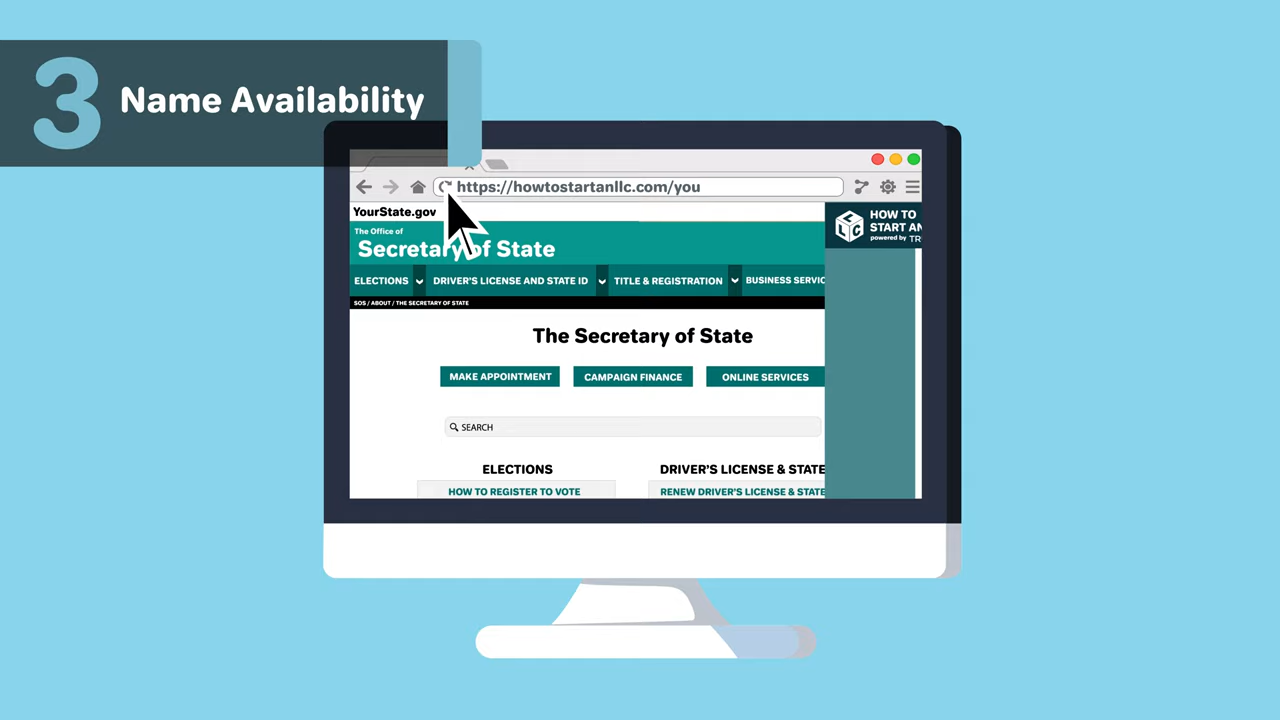 3 Name Availability
https://howtostartanllc.com/you
YourState.gov
HOW TO
START AN
powered by TR
The Office of
Secretary of State
ELECTIONS
DRIVER'S LICENSE AND STATE ID
TITLE & REGISTRATION
BUSINESS SERVIC
SOS / ABOUT / THE SECRETARY OF STATE
The Secretary of State
MAKE APPOINTMENT
CAMPAIGN FINANCE
ONLINE SERVICES
SEARCH
ELECTIONS
DRIVER'S LICENSE & STATE
HOW TO REGISTER TO VOTE
RENEW DRIVER'S LICENSE & STATE